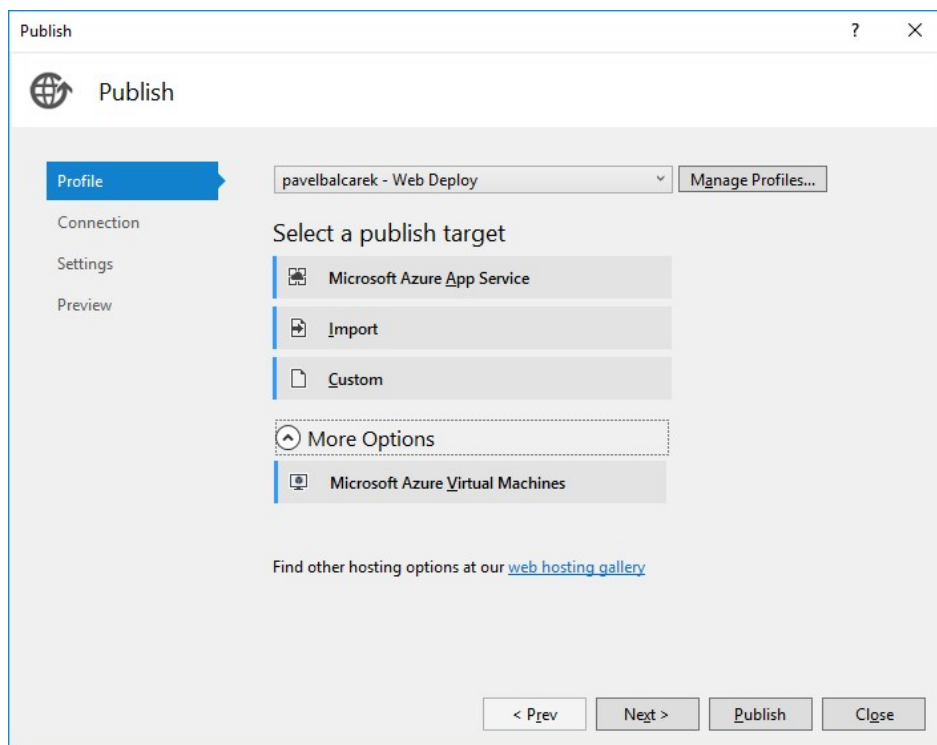 Publish
?
Publish
Profile
Connection
Settings
Preview
pavelbalcarek - Web Deploy
Manage Profiles...
Select a publish target
Microsoft Azure App Service
Import
Custom
More Options
Microsoft Azure Virtual Machines
Find other hosting options at our web hosting gallery
< Prev
Next >
Publish
Close